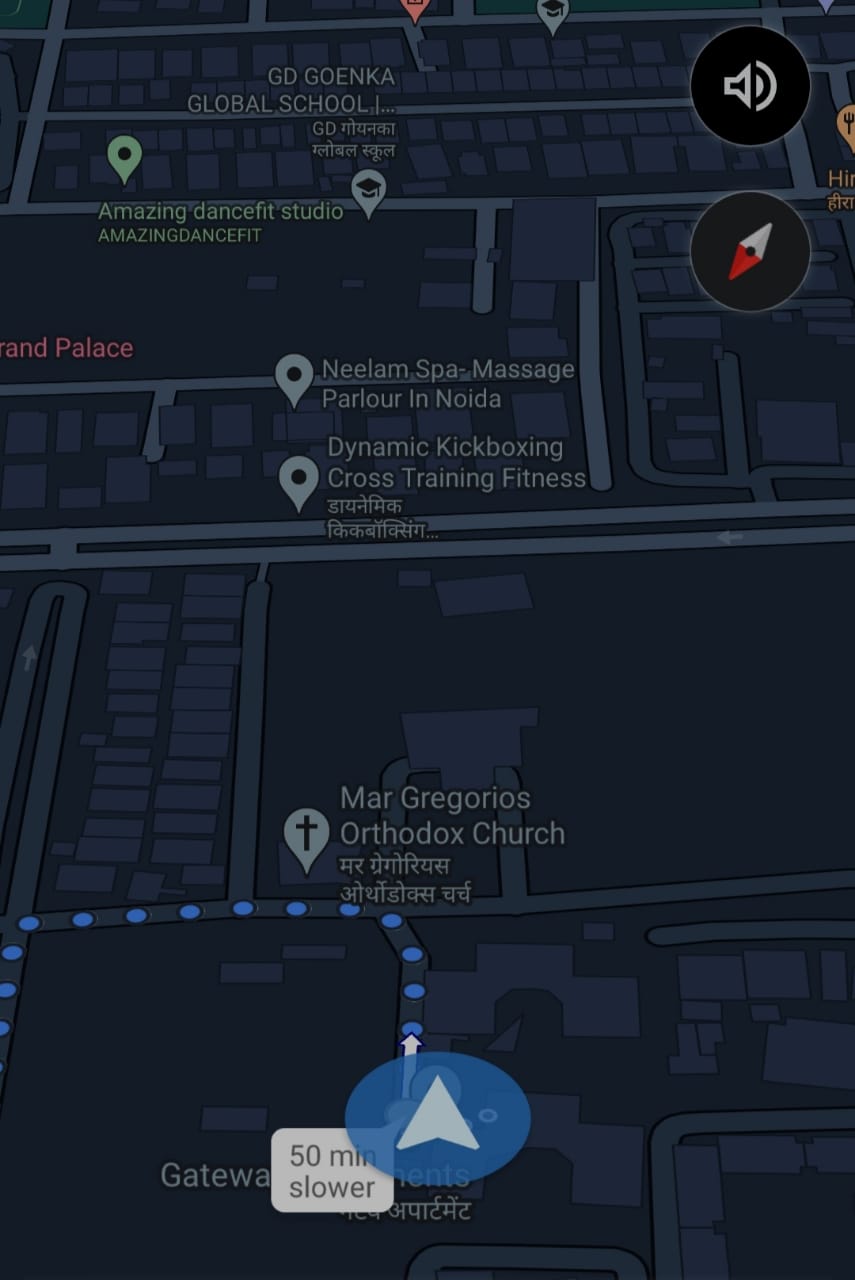 GD GOENKA
GLOBAL SCHOOL |...
GD गोयनका
ग्लोबल स्कूल
Hir
हीरा
Amazing dancefit studio
AMAZINGDANCEFIT
rand Palace
Neelam Spa- Massage
Parlour In Noida
Dynamic Kickboxing
Cross Training Fitness
डायनेमिक
किकबॉक्सिंग...
Mar Gregorios
Orthodox Church
मर ग्रेगोरियस
ओर्थोडोक्स चर्च
50 min
slower
Gatewa ments
अपार्टमेंट